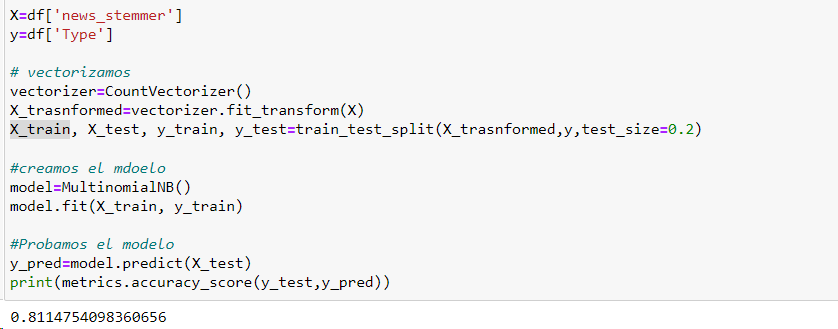 X=df['news_stemmer']
y=df['Type']
# vectorizamos
vectorizer=CountVectorizer()
X_trasnformed=vectorizer.fit_transform(X)
X_train, X_test, y_train, y_test=train_test_split(X_trasnformed,y,test_size=0.2)
#creamos el mdoelo
model=MultinomialNB()
model.fit(X_train, y_train)
#Probamos el modelo
y_pred=model.predict(X_test)
print(metrics.accuracy_score(y_test,y_pred))
0.8114754098360656